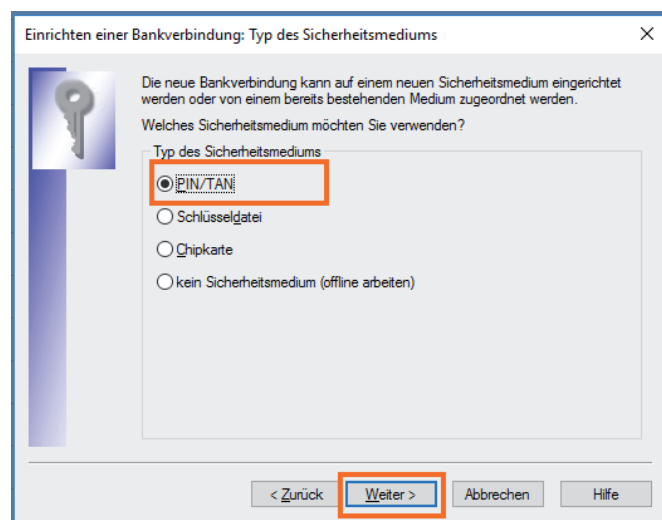 Einrichten einer Bankverbindung: Typ des Sicherheitsmediums
Die neue Bankverbindung kann auf einem neuen Sicherheitsmedium eingerichtet
werden oder von einem bereits bestehenden Medium zugeordnet werden.
Welches Sicherheitsmedium möchten Sie verwenden?
Typ des Sicherheitsmediums
PIN/TAN
Schlüsseldatei
Chipkarte
kein Sicherheitsmedium (offline arbeiten)
< Zurück Weiter > Abbrechen Hilfe